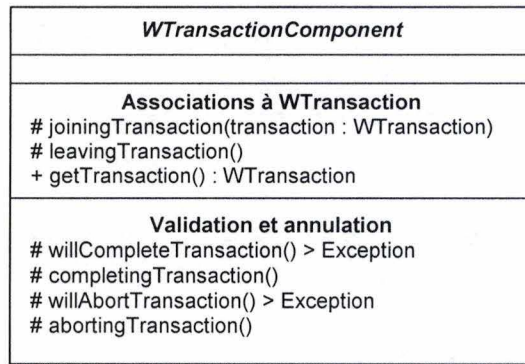 WTransactionComponent
Associations à WTransaction
# joiningTransaction(transaction : WTransaction)
# leavingTransaction()
+ getTransaction() : WTransaction
Validation et annulation
# willCompleteTransaction() > Exception
# completingTransaction()
# willAbortTransaction() > Exception
# abortingTransaction()